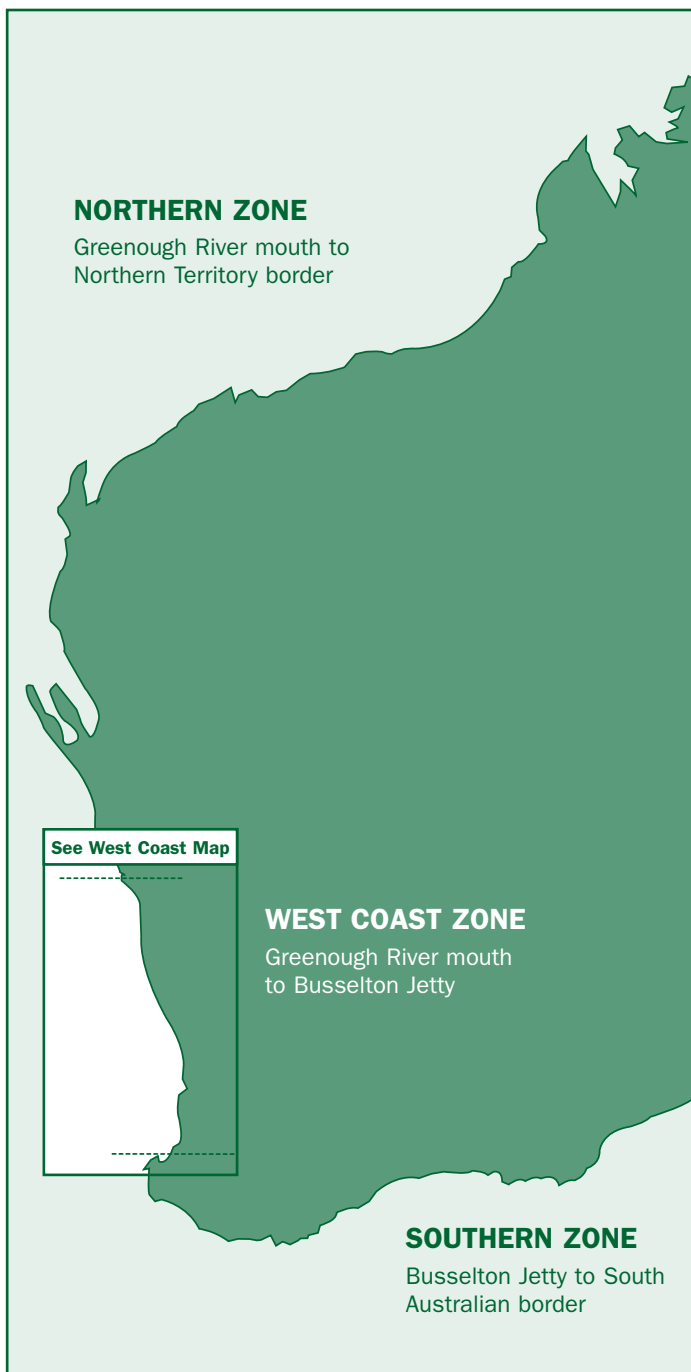 NORTHERN ZONE
Greenough River mouth to
Northern Territory border
See West Coast Map
WEST COAST ZONE
Greenough River mouth
to Busselton Jetty
SOUTHERN ZONE
Busselton Jetty to South
Australian border